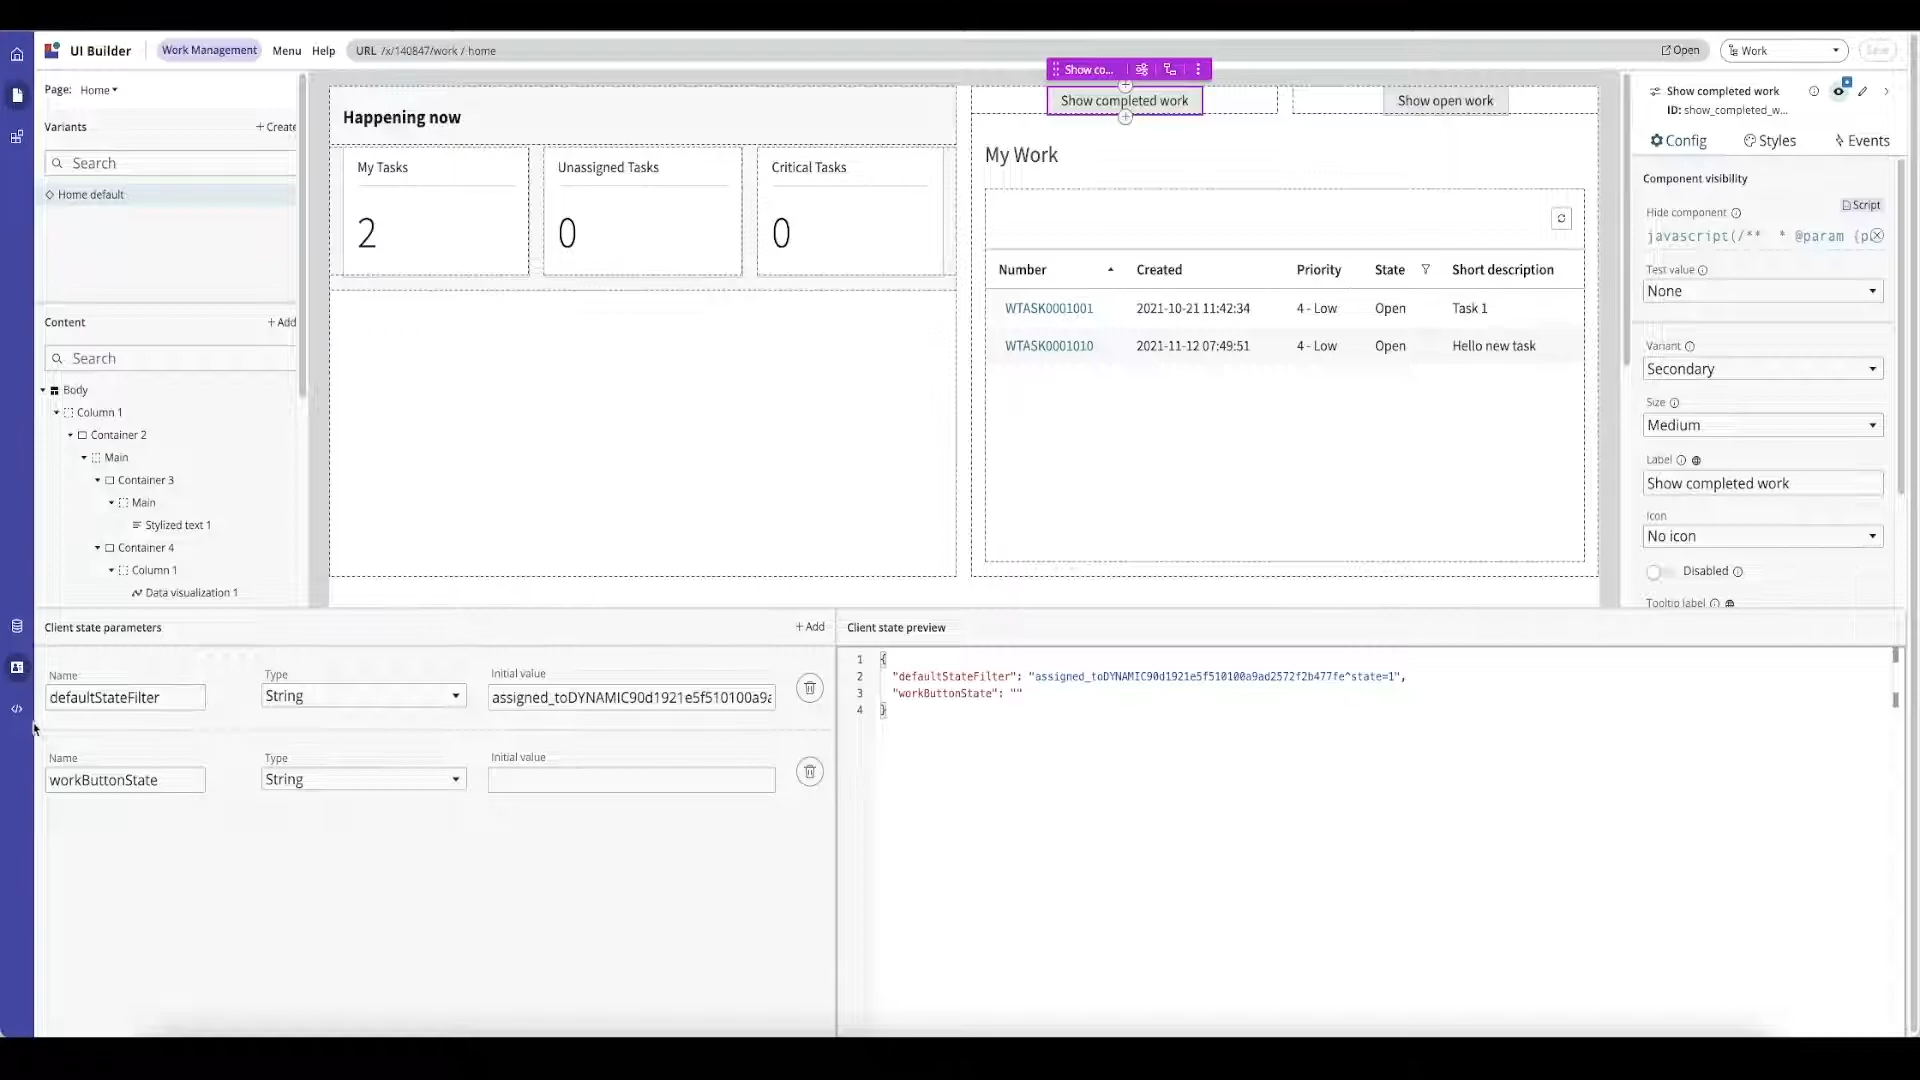 UI Builder
Work Management
Menu
Help
URL /x/140847/work / home
Open
Work
Save
Page: Home
Variants
+ Create
Search
Home default
Content
+ Add
Search
Body
Column 1
Container 2
Main
Container 3
Main
Stylized text 1
Container 4
Column 1
Data visualization 1
Happening now
My Tasks
2
Unassigned Tasks
0
Critical Tasks
0
Show co...
Show completed work
Show open work
My Work
Number Created Priority State Short description
WTASK0001001 2021-10-21 11:42:34 4 - Low Open Task 1
WTASK0001010 2021-11-12 07:49:51 4 - Low Open Hello new task
Show completed work
ID: show_completed_w...
Config
Styles
Events
Component visibility
Script
Hide component
javascript(/** * @param {p
Test value
None
Variant
Secondary
Size
Medium
Label
Show completed work
Icon
No icon
Disabled
Tooltip label
Client state parameters
+ Add
Name
defaultStateFilter
Type
String
Initial value
assigned_toDYNAMIC90d1921e5f510100a9a
Name
workButtonState
Type
String
Initial value
Client state preview
1 {
2 "defaultStateFilter": "assigned_toDYNAMIC90d1921e5f510100a9ad2572f2b477fe^state=1",
3 "workButtonState": ""
4 }